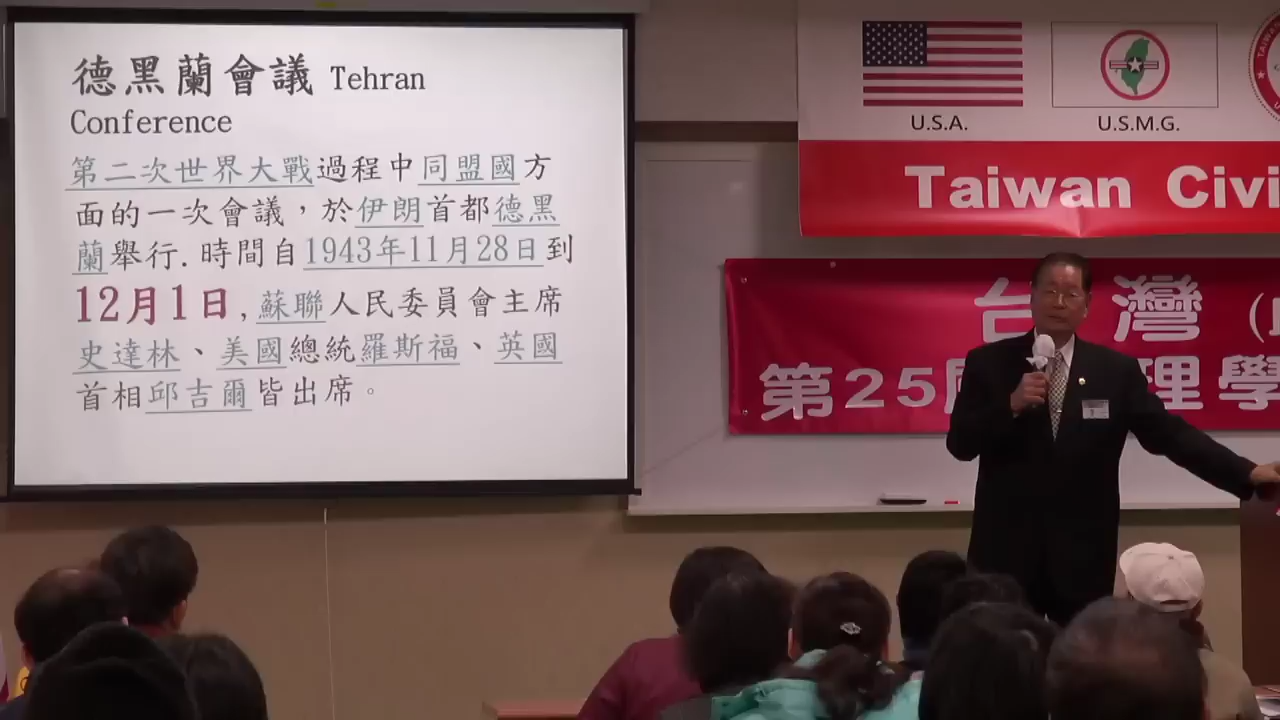 德黑蘭會議 Tehran
Conference
第二次世界大戰過程中同盟國方
面的一次會議，於伊朗首都德黑
蘭舉行. 時間自1943年11月28日到
12月1日, 蘇聯人民委員會主席
史達林、美國總統羅斯福、英國
首相邱吉爾皆出席。
U.S.A.
U.S.M.G.
Taiwan Civi
台灣
第25 理學